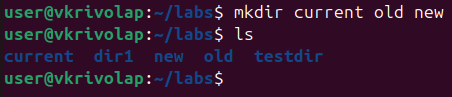 user@vkrivolap:~/labs$ mkdir current old new
user@vkrivolap:~/labs$ ls
current  dir1  new  old  testdir
user@vkrivolap:~/labs$